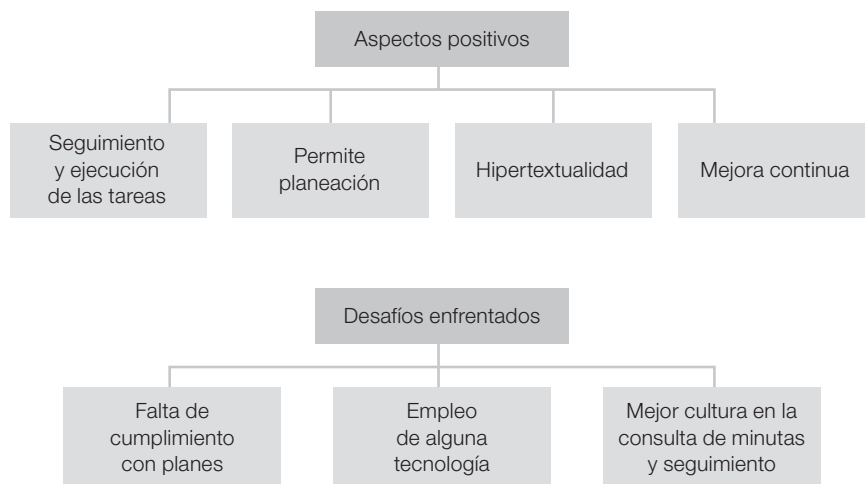 Aspectos positivos
Seguimiento
y ejecución
de las tareas
Permite
planeación
Hipertextualidad
Mejora continua
Desafíos enfrentados
Falta de
cumplimiento
con planes
Empleo
de alguna
tecnología
Mejor cultura en la
consulta de minutas
y seguimiento